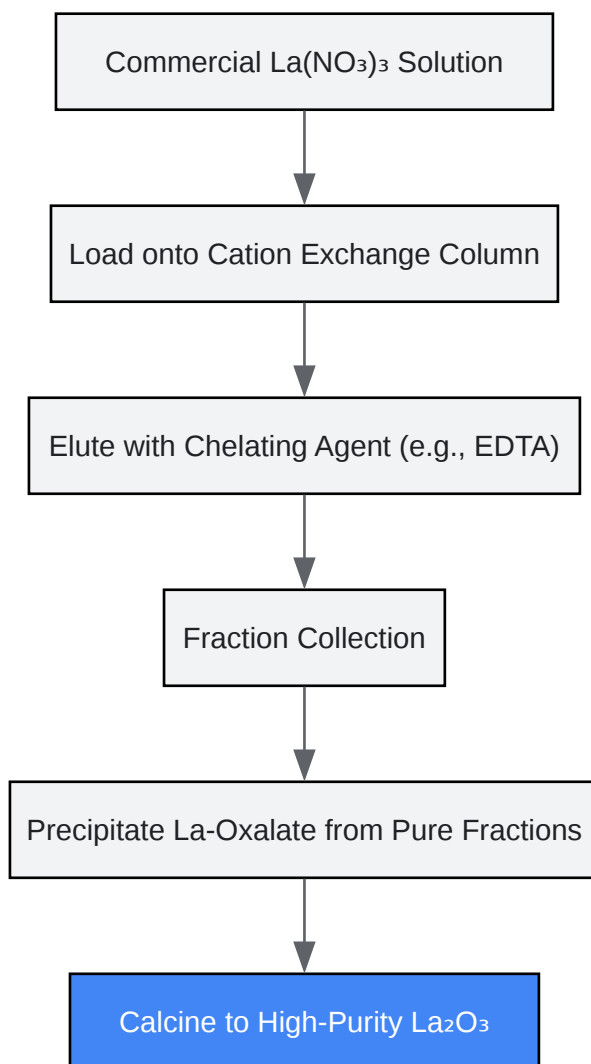 Commercial La(NO₃)₃ Solution
Load onto Cation Exchange Column
Elute with Chelating Agent (e.g., EDTA)
Fraction Collection
Precipitate La-Oxalate from Pure Fractions
Calcine to High-Purity La₂O₃